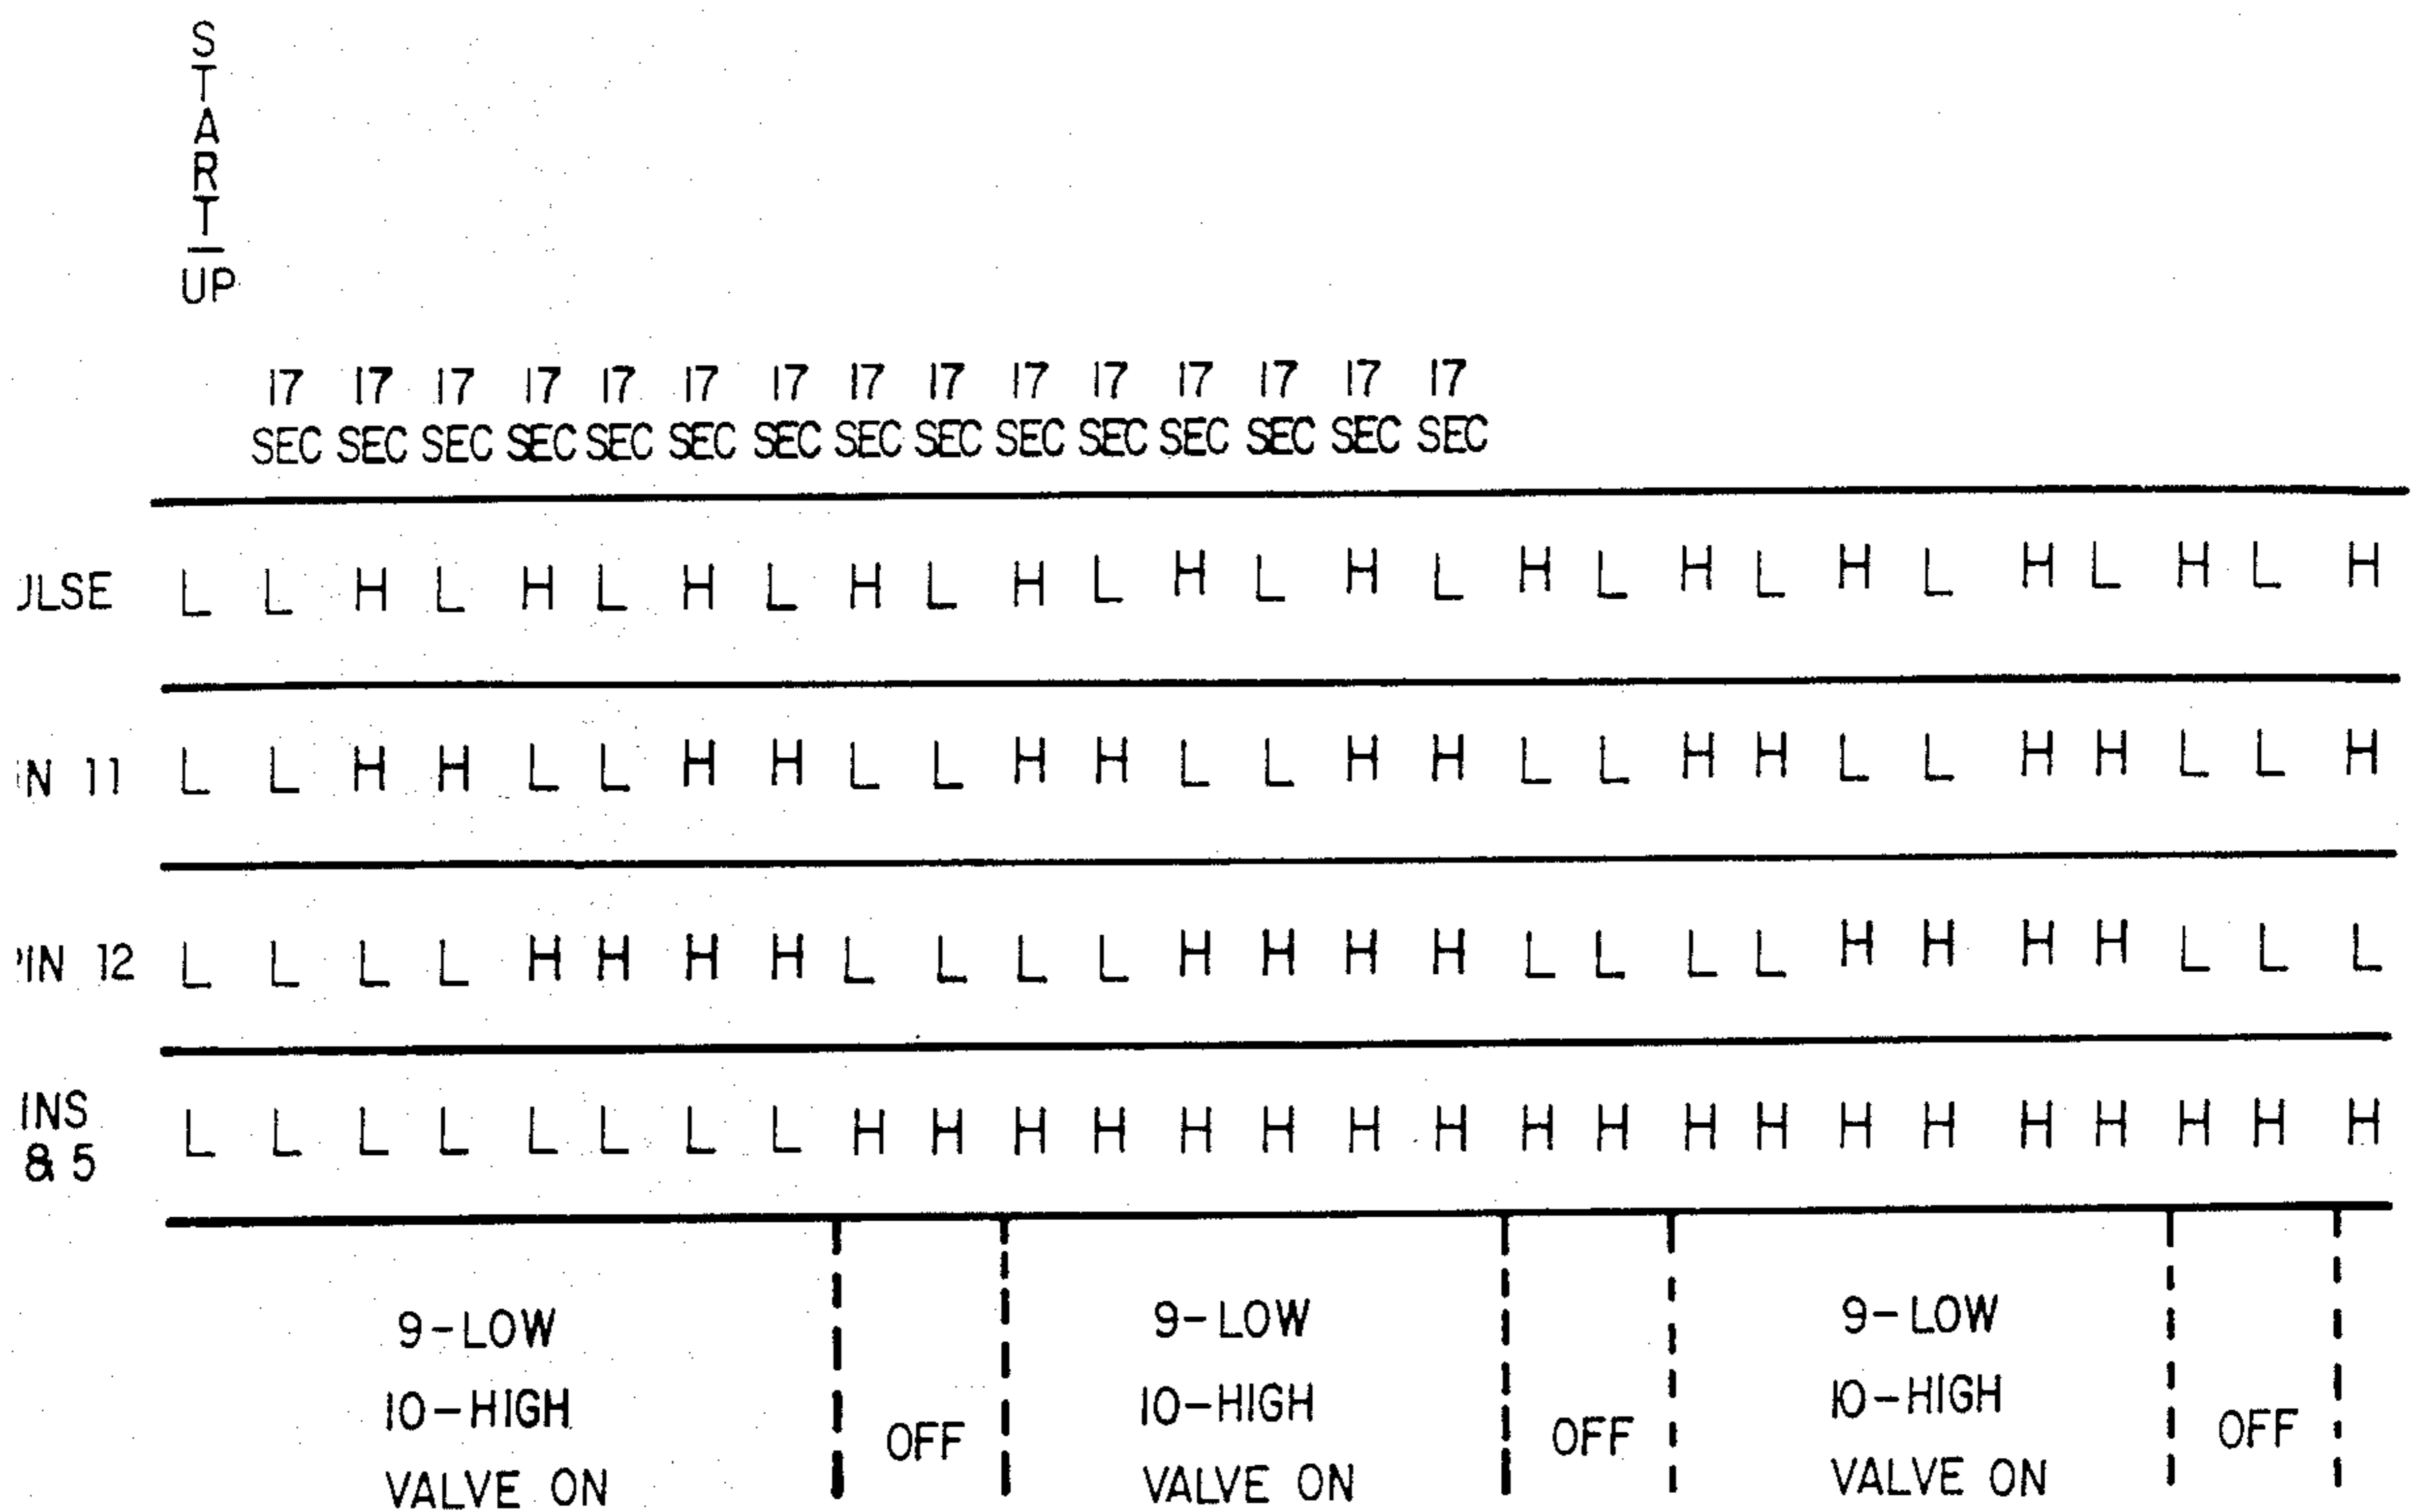 S
T
A
R
T
—
UP
17 17 17 17 17 17 17 17 17 17 17 17 17 17 17
SEC SEC SEC SEC SEC SEC SEC SEC SEC SEC SEC SEC SEC SEC SEC
ULSE L L H L H L H L H L H L H L H L H L H L H L H L H L H
IN 11 L L H H L L H H L L H H L L H H L L H H L L H H L L H
PIN 12 L L L L H H H H L L L L H H H H L L L L H H H H L L L
INS
& 5 L L L L L L L L H H H H H H H H H H H H H H H H H H H
9-LOW 9-LOW 9-LOW
10-HIGH 10-HIGH 10-HIGH
OFF OFF OFF
VALVE ON VALVE ON VALVE ON